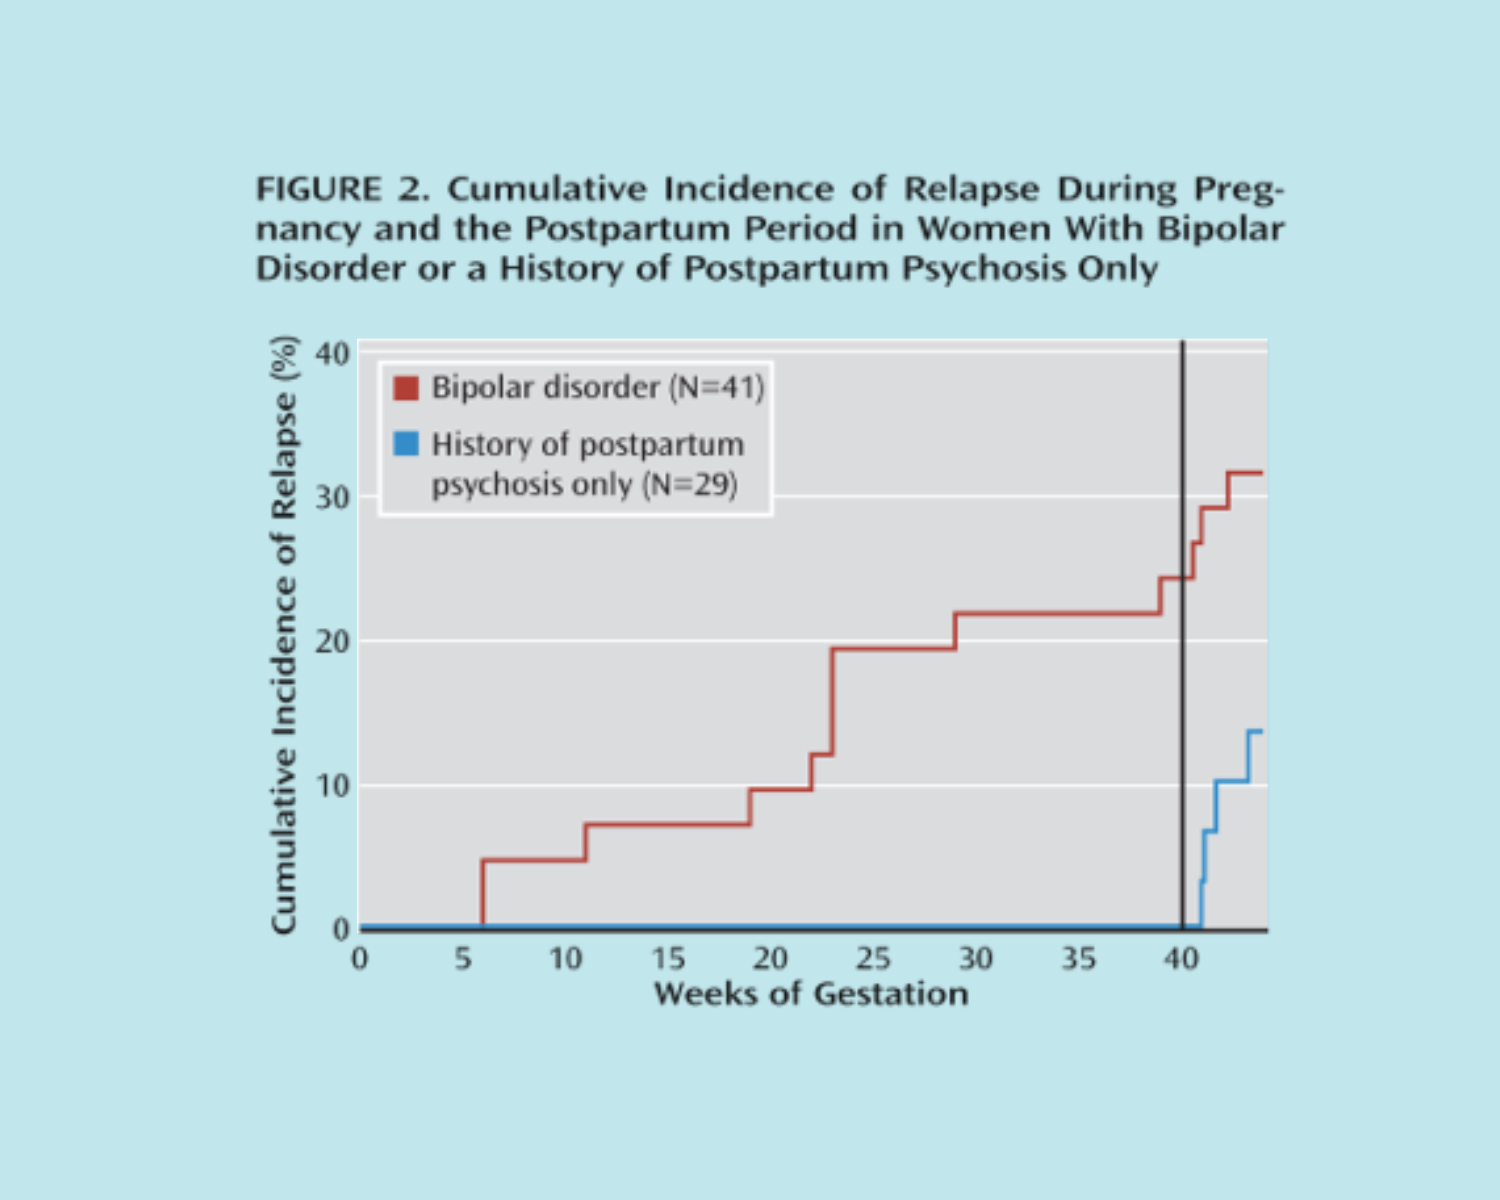 FIGURE 2. Cumulative Incidence of Relapse During Preg-
nancy and the Postpartum Period in Women With Bipolar
Disorder or a History of Postpartum Psychosis Only
Cumulative Incidence of Relapse (%)
40
30
20
10
0
Bipolar disorder (N=41)
History of postpartum
psychosis only (N=29)
0 5 10 15 20 25 30 35 40
Weeks of Gestation